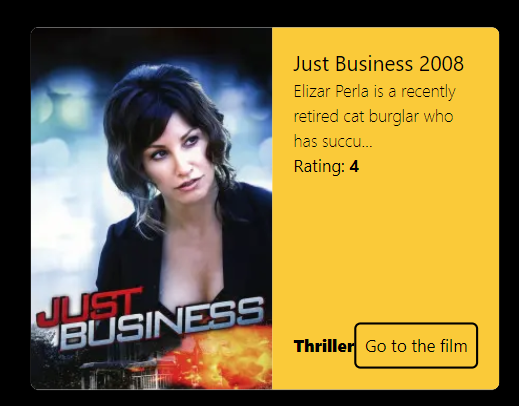 JUST
BUSINESS
Just Business 2008
Elizar Perla is a recently
retired cat burglar who
has succu...
Rating: 4
Thriller
Go to the film